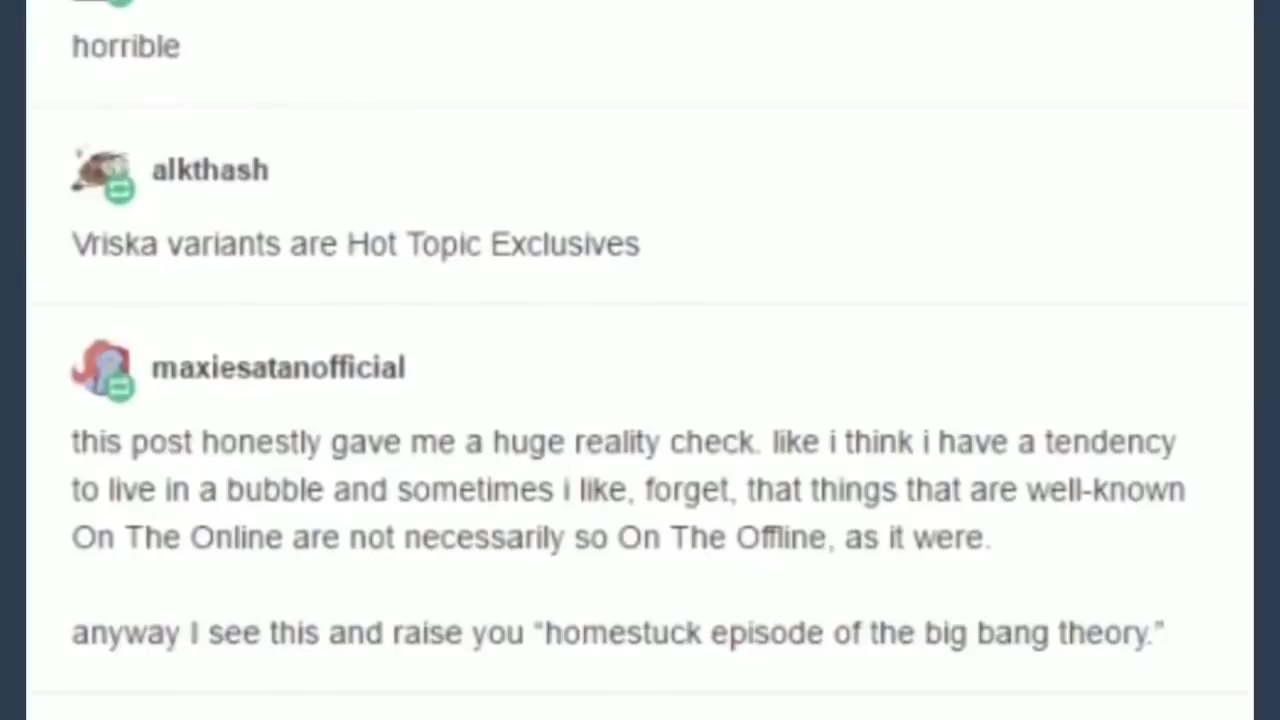 horrible
alkthash
Vriska variants are Hot Topic Exclusives
maxiesatanofficial
this post honestly gave me a huge reality check. like i think i have a tendency
to live in a bubble and sometimes i like, forget, that things that are well-known
On The Online are not necessarily so On The Offline, as it were.
anyway I see this and raise you “homestuck episode of the big bang theory.”